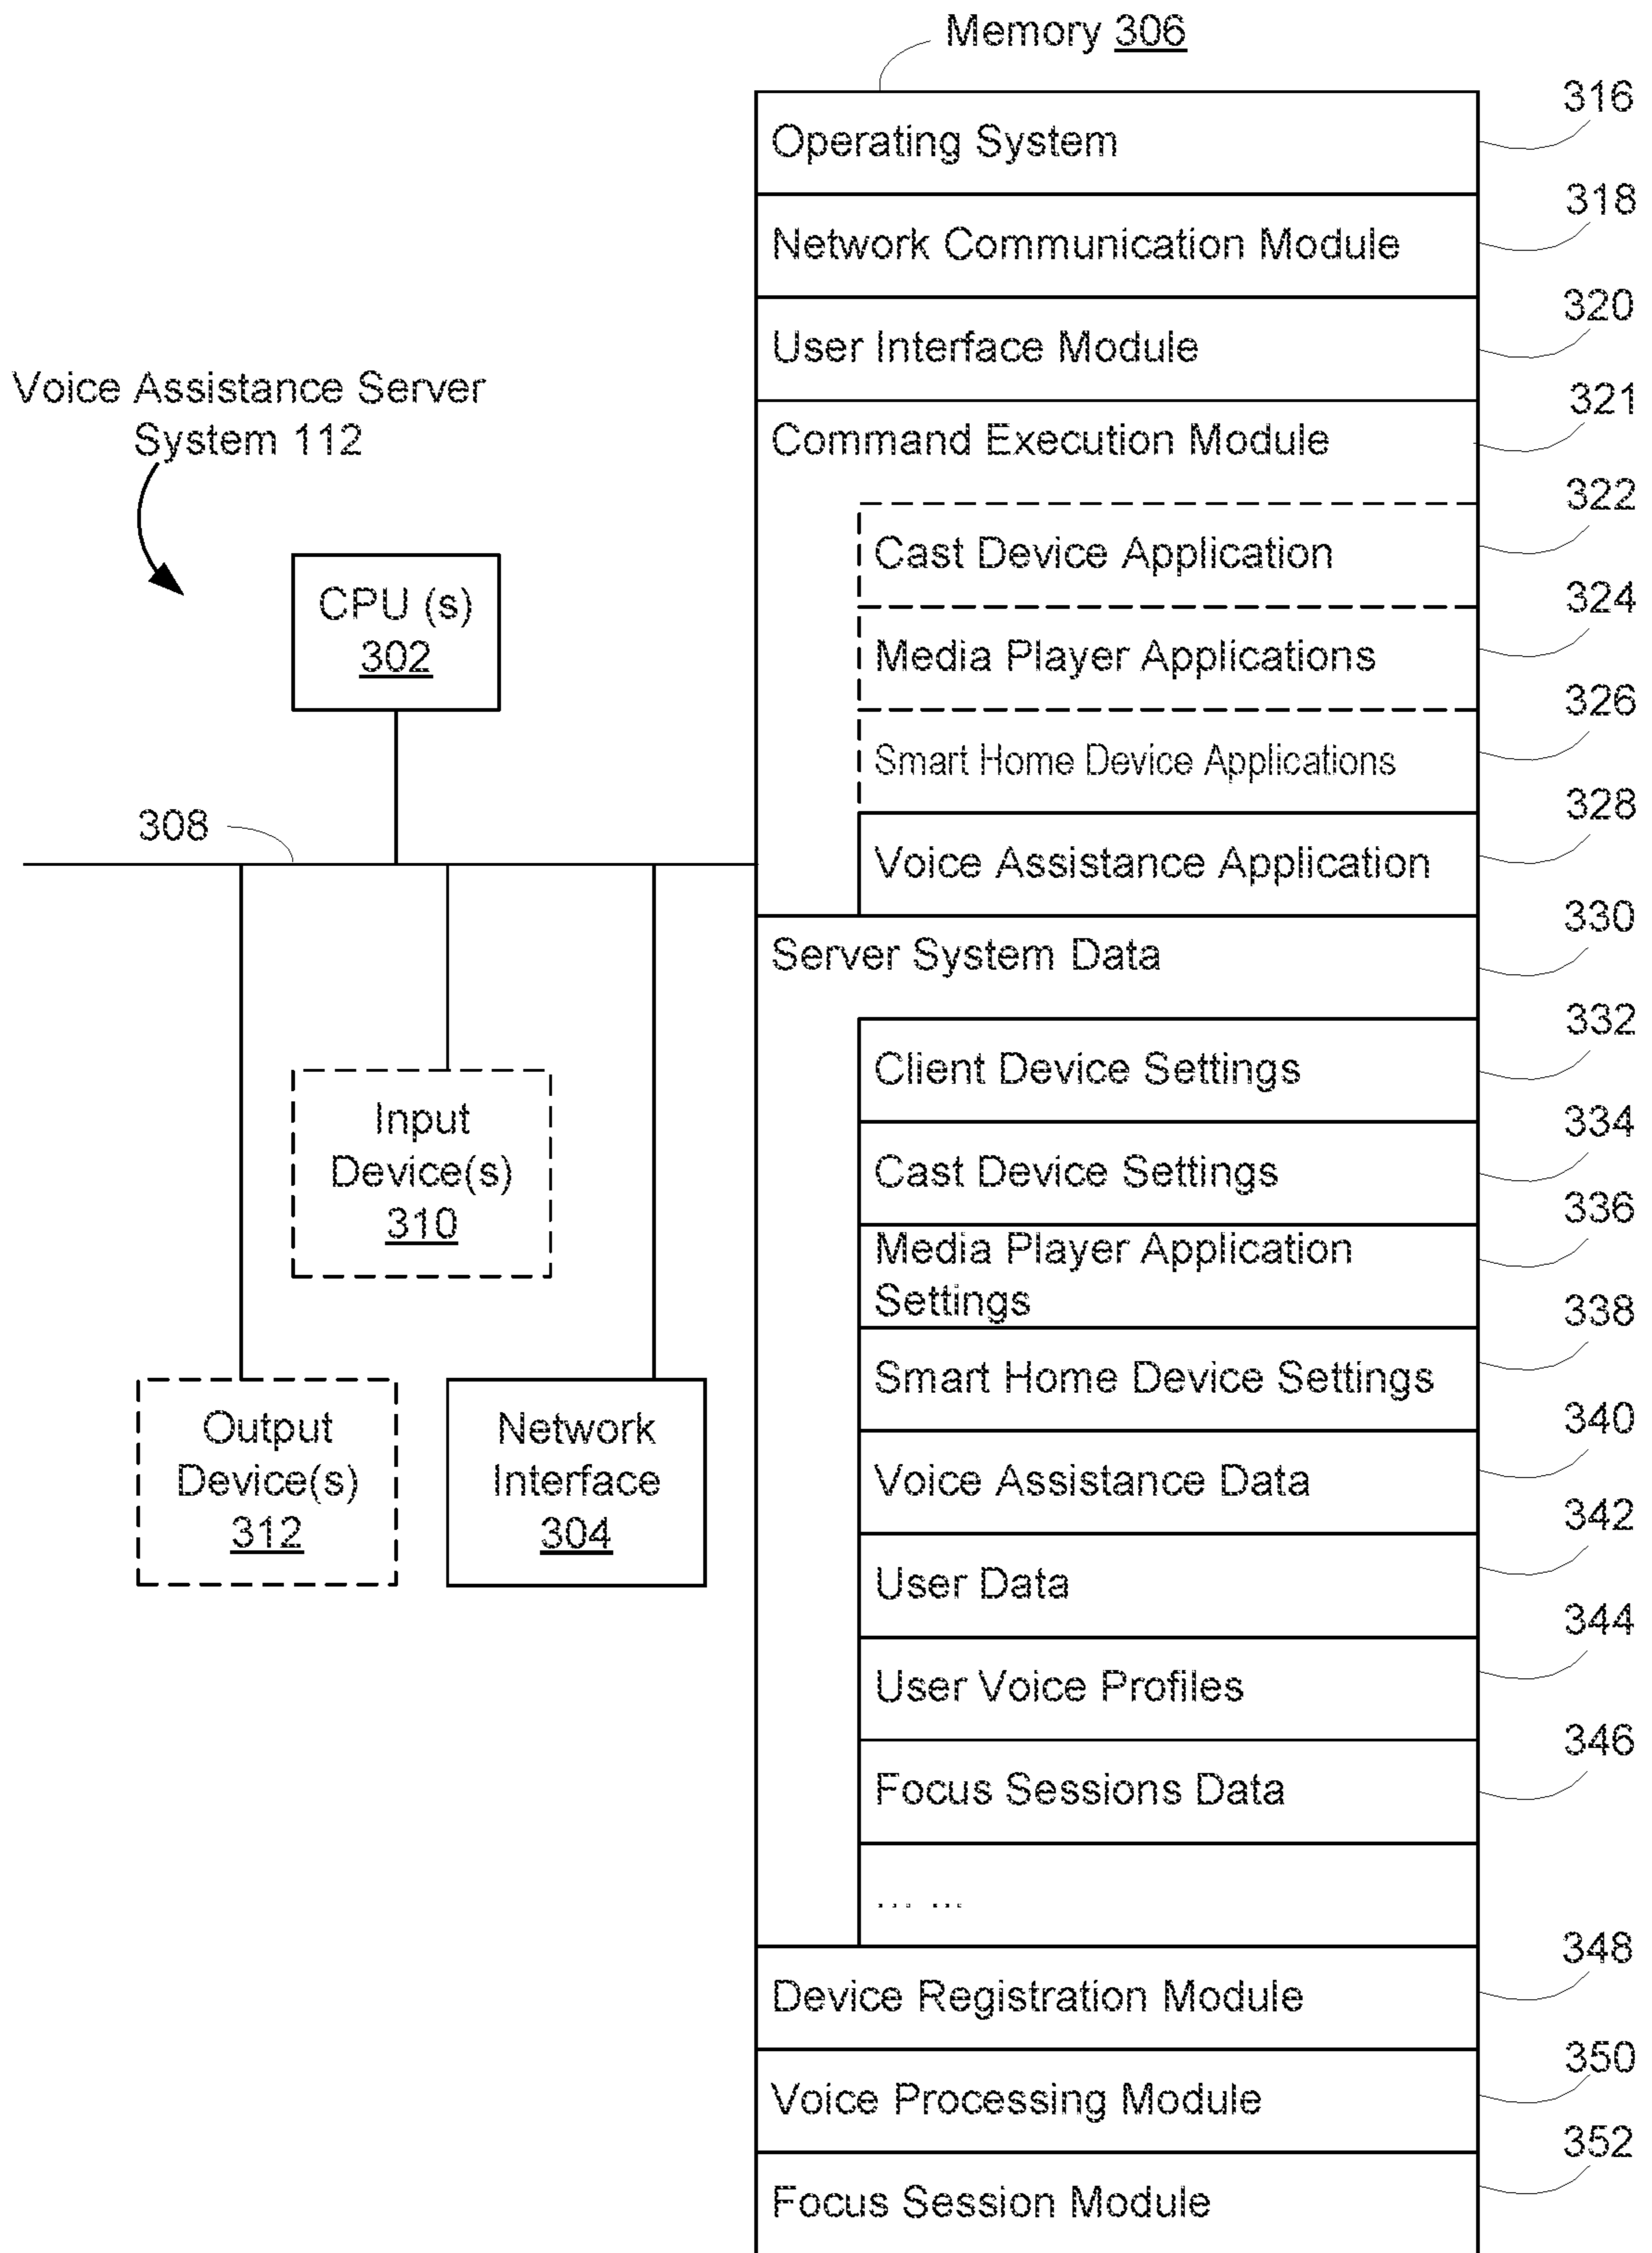 Memory 306
316
Operating System
318
Network Communication Module
320
User Interface Module
321
Command Execution Module
322
Cast Device Application
324
Media Player Applications
326
Smart Home Device Applications
328
Voice Assistance Application
330
Server System Data
332
Client Device Settings
334
Cast Device Settings
336
Media Player Application
Settings
338
Smart Home Device Settings
340
Voice Assistance Data
342
User Data
344
User Voice Profiles
346
Focus Sessions Data
... ...
348
Device Registration Module
350
Voice Processing Module
352
Focus Session Module
Voice Assistance Server
System 112
CPU (s)
302
308
Input
Device(s)
310
Output
Device(s)
312
Network
Interface
304